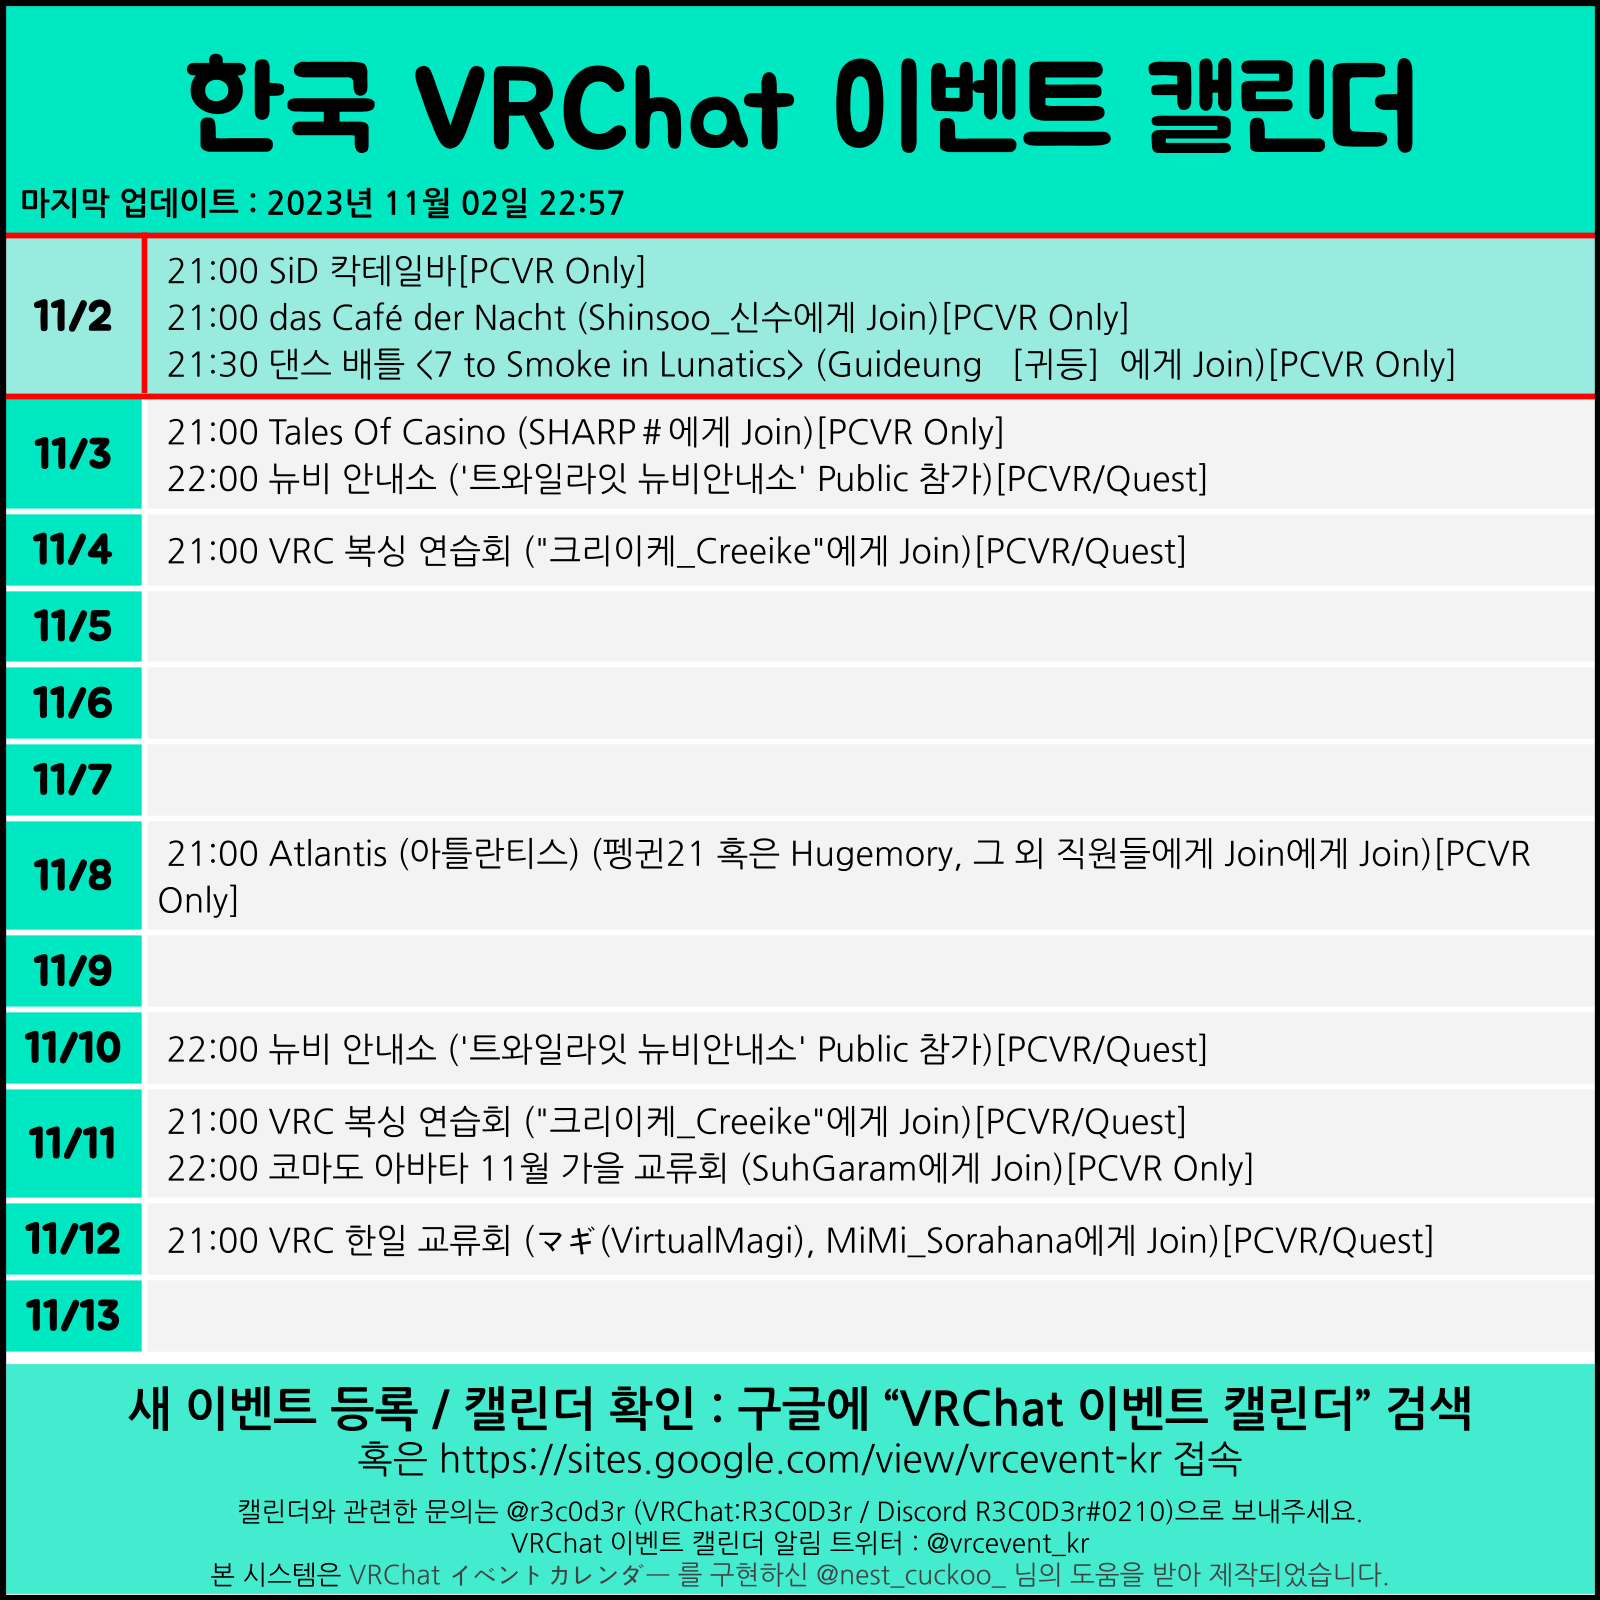 한국 VRChat 이벤트 캘린더
마지막 업데이트 : 2023년 11월 02일 22:57
11/2
21:00 SiD 칵테일바[PCVR Only]
21:00 das Café der Nacht (Shinsoo_신수에게 Join)[PCVR Only]
21:30 댄스 배틀 <7 to Smoke in Lunatics> (Guideung [귀등] 에게 Join)[PCVR Only]
11/3
21:00 Tales Of Casino (SHARP＃에게 Join)[PCVR Only]
22:00 뉴비 안내소 ('트와일라잇 뉴비안내소' Public 참가)[PCVR/Quest]
11/4
21:00 VRC 복싱 연습회 ("크리이케_Creeike"에게 Join)[PCVR/Quest]
11/5
11/6
11/7
11/8
21:00 Atlantis (아틀란티스) (펭귄21 혹은 Hugemory, 그 외 직원들에게 Join에게 Join)[PCVR
Only]
11/9
11/10
22:00 뉴비 안내소 ('트와일라잇 뉴비안내소' Public 참가)[PCVR/Quest]
11/11
21:00 VRC 복싱 연습회 ("크리이케_Creeike"에게 Join)[PCVR/Quest]
22:00 코마도 아바타 11월 가을 교류회 (SuhGaram에게 Join)[PCVR Only]
11/12
21:00 VRC 한일 교류회 (マギ(VirtualMagi), MiMi_Sorahana에게 Join)[PCVR/Quest]
11/13
새 이벤트 등록 / 캘린더 확인 : 구글에 “VRChat 이벤트 캘린더” 검색
혹은 https://sites.google.com/view/vrcevent-kr 접속
캘린더와 관련한 문의는 @r3c0d3r (VRChat:R3C0D3r / Discord R3C0D3r#0210)으로 보내주세요.
VRChat 이벤트 캘린더 알림 트위터 : @vrcevent_kr
본 시스템은 VRChat イベントカレンダー 를 구현하신 @nest_cuckoo_ 님의 도움을 받아 제작되었습니다.